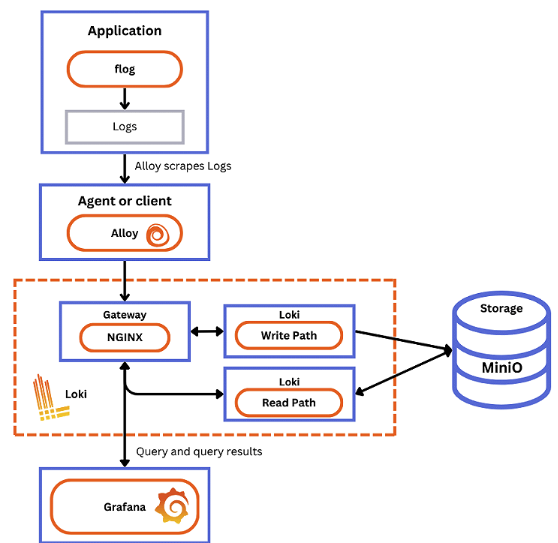 Application
flog
Logs
Alloy scrapes Logs
Agent or client
Alloy
Gateway
NGINX
Loki
Write Path
Loki
Read Path
Loki
Storage
MiniO
Query and query results
Grafana